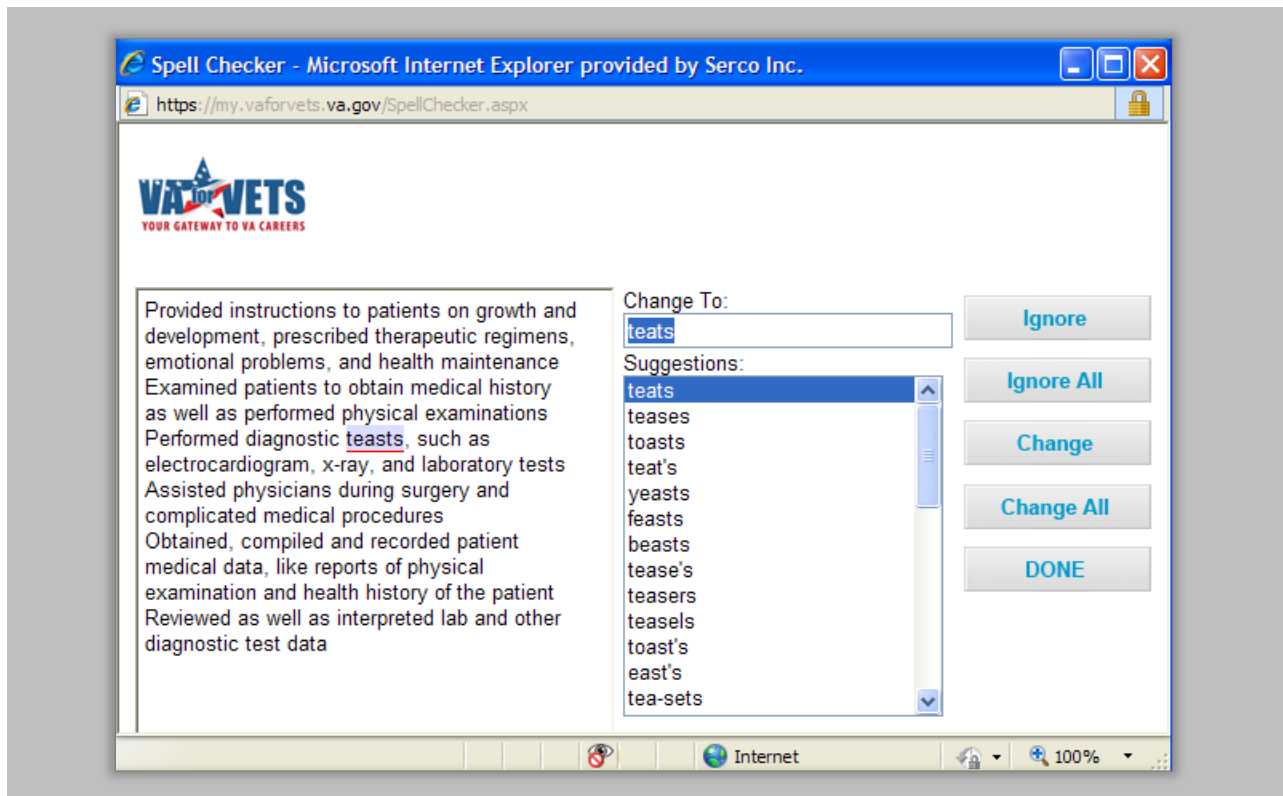 Spell Checker - Microsoft Internet Explorer provided by Serco Inc.
https://my.vaforvets.va.gov/SpellChecker.aspx
VA for VETS
YOUR GATEWAY TO VA CAREERS
Provided instructions to patients on growth and
development, prescribed therapeutic regimens,
emotional problems, and health maintenance
Examined patients to obtain medical history
as well as performed physical examinations
Performed diagnostic teasts, such as
electrocardiogram, x-ray, and laboratory tests
Assisted physicians during surgery and
complicated medical procedures
Obtained, compiled and recorded patient
medical data, like reports of physical
examination and health history of the patient
Reviewed as well as interpreted lab and other
diagnostic test data
Change To:
teats
Suggestions:
teats
teases
toasts
teat's
yeasts
feasts
beasts
tease's
teasers
teasels
toast's
east's
tea-sets
Ignore
Ignore All
Change
Change All
DONE
Internet
100%